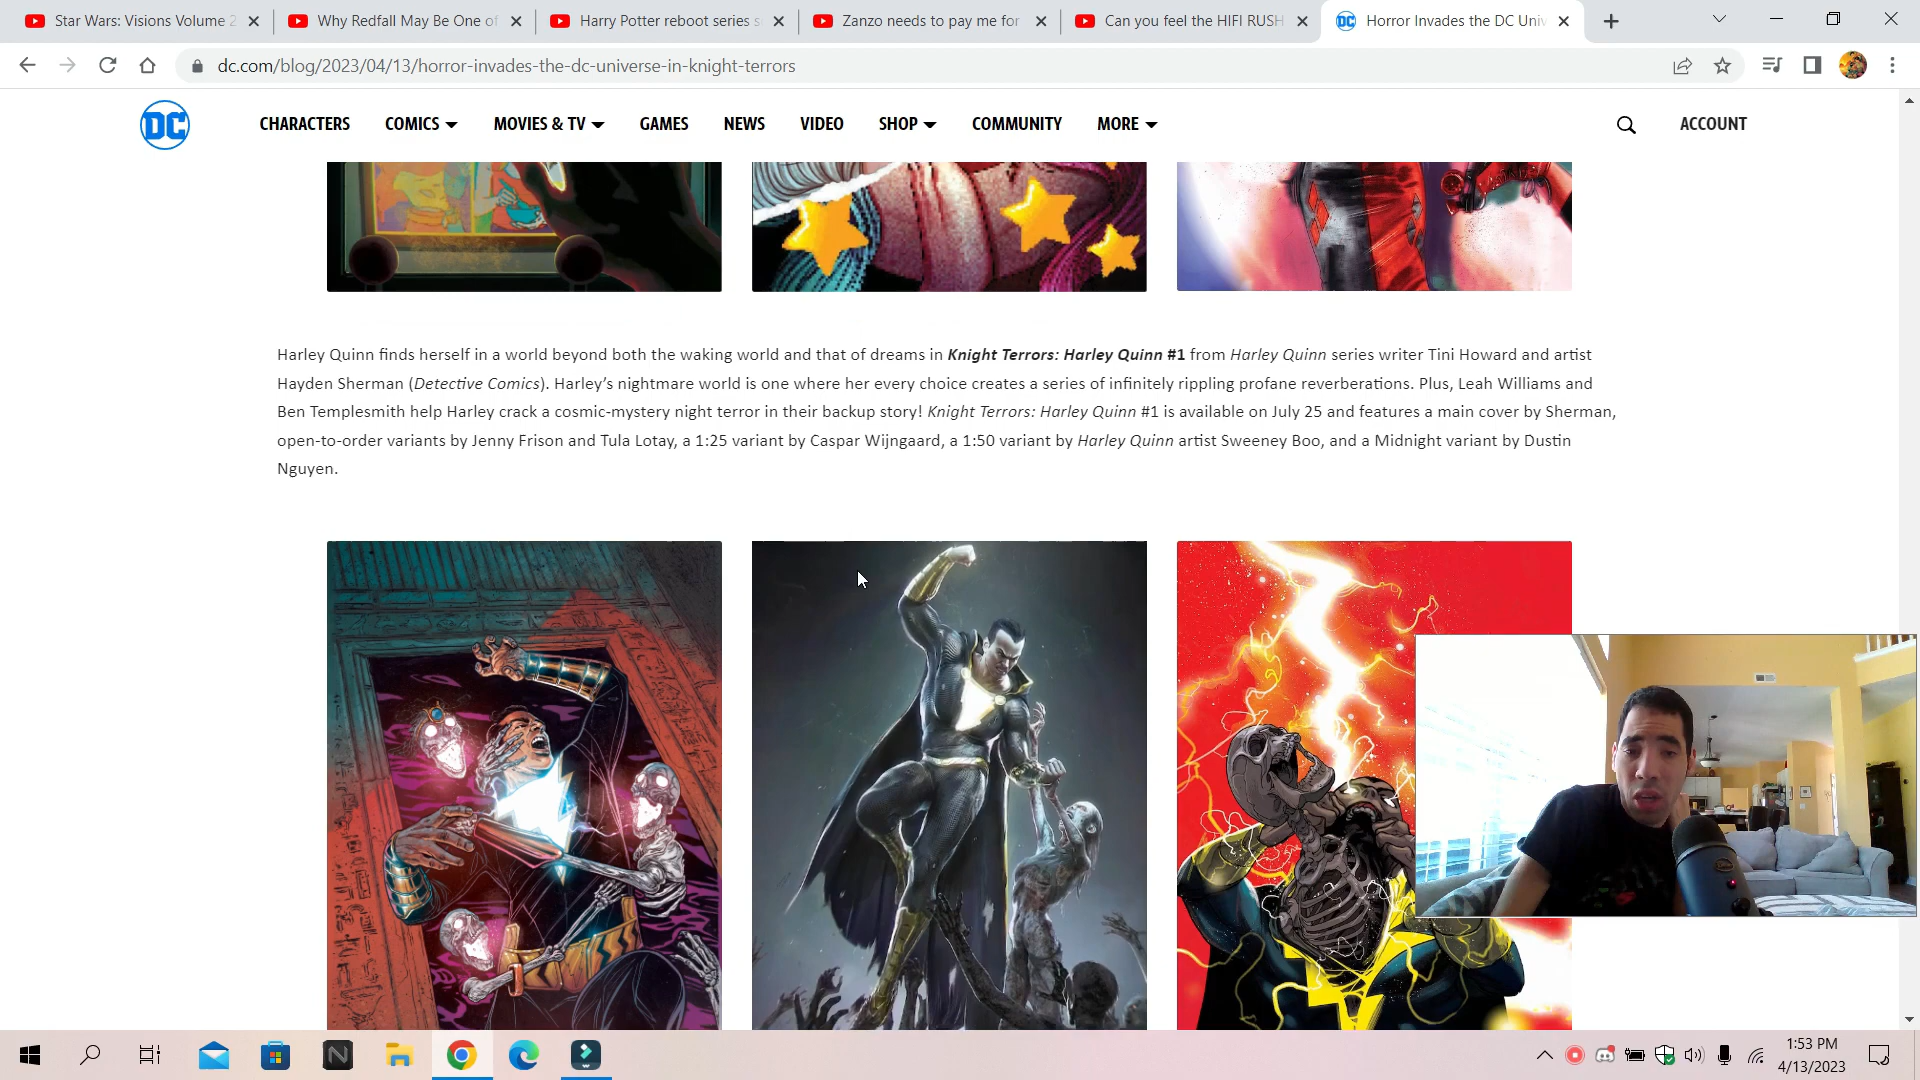 Star Wars: Visions Volume 2
Why Redfall May Be One of
Harry Potter reboot series s
Zanzo needs to pay me for
Can you feel the HIFI RUSH
DC Horror Invades the DC Univ
dc.com/blog/2023/04/13/horror-invades-the-dc-universe-in-knight-terrors
DC CHARACTERS COMICS MOVIES & TV GAMES NEWS VIDEO SHOP COMMUNITY MORE ACCOUNT
Harley Quinn finds herself in a world beyond both the waking world and that of dreams in Knight Terrors: Harley Quinn #1 from Harley Quinn series writer Tini Howard and artist
Hayden Sherman (Detective Comics). Harley’s nightmare world is one where her every choice creates a series of infinitely rippling profane reverberations. Plus, Leah Williams and
Ben Templesmith help Harley crack a cosmic-mystery night terror in their backup story! Knight Terrors: Harley Quinn #1 is available on July 25 and features a main cover by Sherman,
open-to-order variants by Jenny Frison and Tula Lotay, a 1:25 variant by Caspar Wijngaard, a 1:50 variant by Harley Quinn artist Sweeney Boo, and a Midnight variant by Dustin
Nguyen.
1:53 PM
4/13/2023